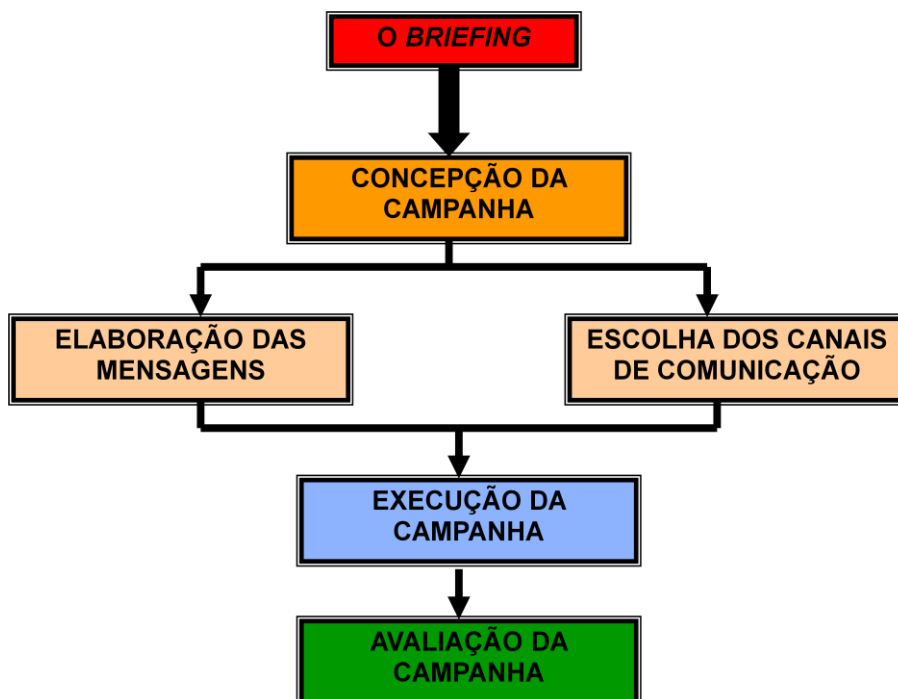 O BRIEFING
CONCEPÇÃO DA
CAMPANHA
ELABORAÇÃO DAS
MENSAGENS
ESCOLHA DOS CANAIS
DE COMUNICAÇÃO
EXECUÇÃO DA
CAMPANHA
AVALIAÇÃO DA
CAMPANHA